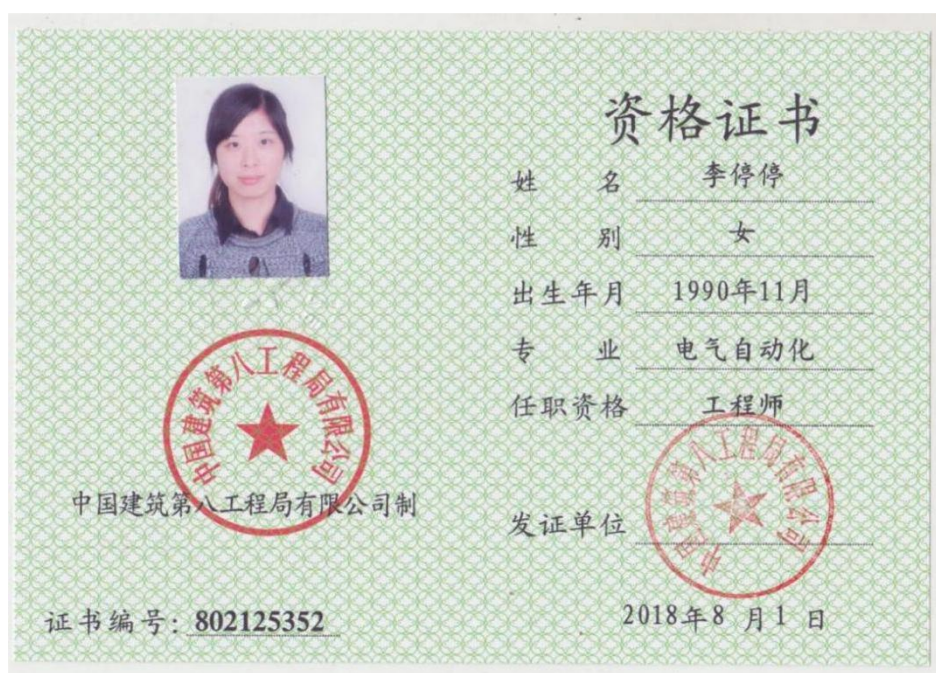 中国建筑第八工程局有限公司
中国建筑第八工程局有限公司制
证书编号: 802125352
资格证书
姓名 李停停
性别 女
出生年月 1990年11月
专业 电气自动化
任职资格 工程师
发证单位
中国建筑第八工程局有限公司
2018年8月1日